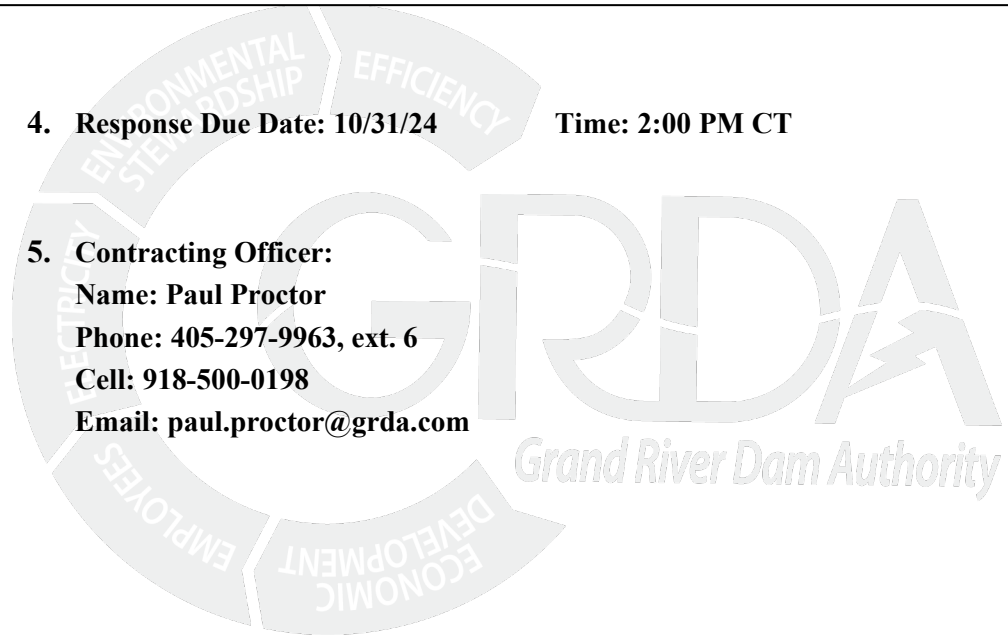 4. Response Due Date: 10/31/24 Time: 2:00 PM CT
5. Contracting Officer:
Name: Paul Proctor
Phone: 405-297-9963, ext. 6
Cell: 918-500-0198
Email: paul.proctor@grda.com
ENVIRONMENTAL
STEWARDSHIP
EFFICIENCY
ELECTRICITY
EMPLOYEES
ECONOMIC
DEVELOPMENT
GRDA
Grand River Dam Authority